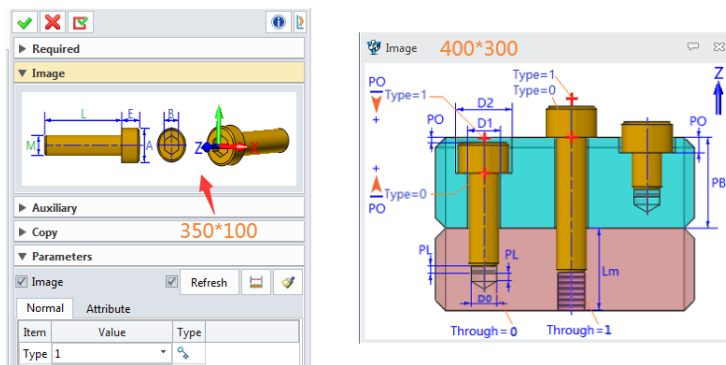 Required
Image
L
E
B
M
A
Z
X
Auxiliary
Copy
350*100
Parameters
Image
Refresh
Normal
Attribute
Item
Value
Type
Type
1
Image
400*300
PO
Type=1
+
+
Type=0
PO
PO
D2
D1
Type=1
Type=0
PO
Z
PB
PL
PL
D0
Lm
Through=0
Through=1